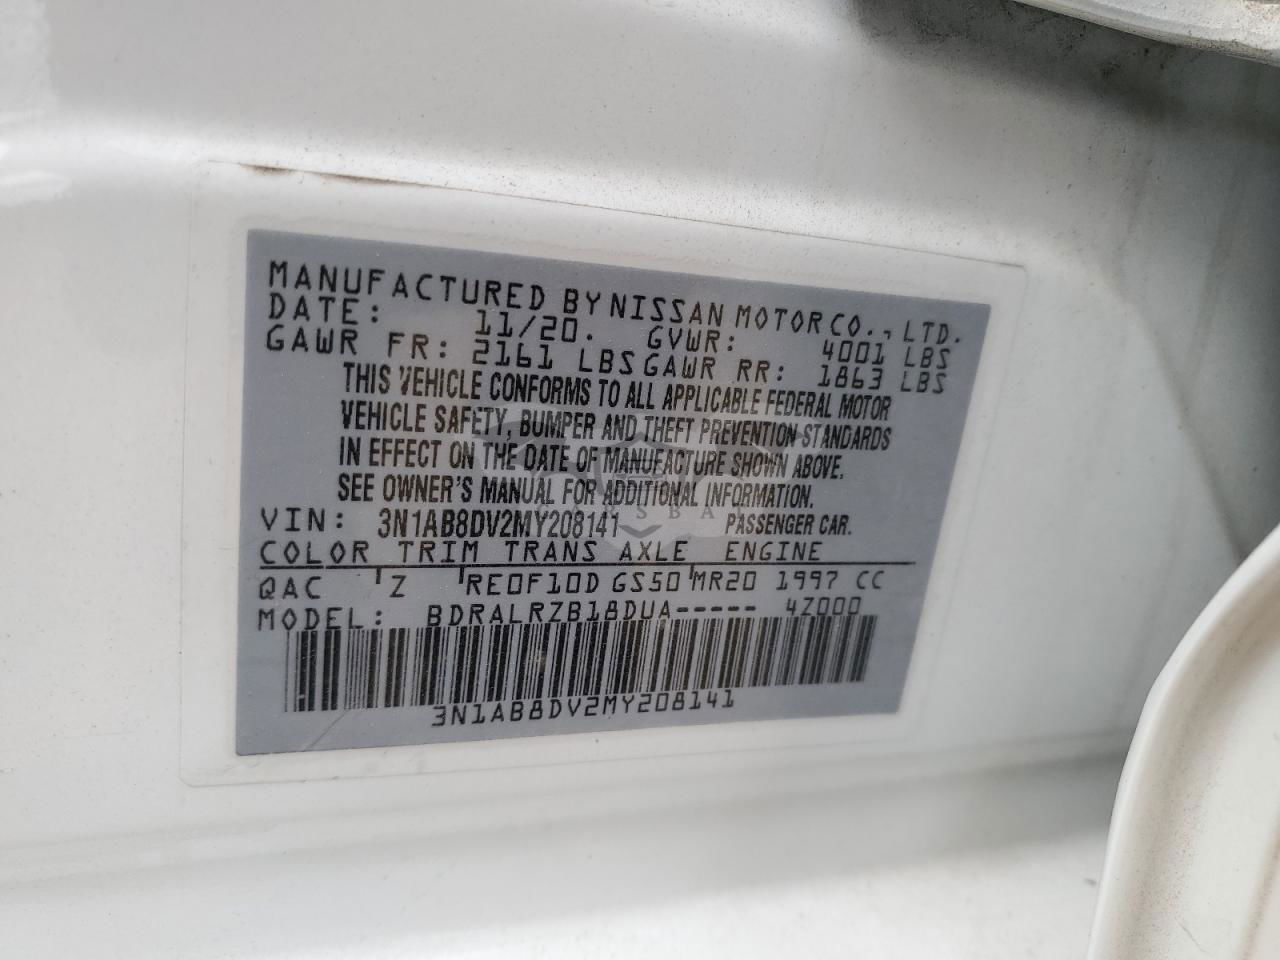 MANUFACTURED BY NISSAN MOTOR CO., LTD.
DATE: 11/20. GVWR: 4001 LBS
GAWR FR: 2161 LBS GAWR RR: 1863 LBS
THIS VEHICLE CONFORMS TO ALL APPLICABLE FEDERAL MOTOR
VEHICLE SAFETY, BUMPER AND THEFT PREVENTION STANDARDS
IN EFFECT ON THE DATE OF MANUFACTURE SHOWN ABOVE.
SEE OWNER'S MANUAL FOR ADDITIONAL INFORMATION.
CARSBAT
VIN: 3N1AB8DV2MY208141 PASSENGER CAR.
COLOR TRIM TRANS AXLE ENGINE
QAC Z RE0F10D GS50 MR20 1997 CC
MODEL: BDRALRZB18DUA----- 4Z000
3N1AB8DV2MY208141